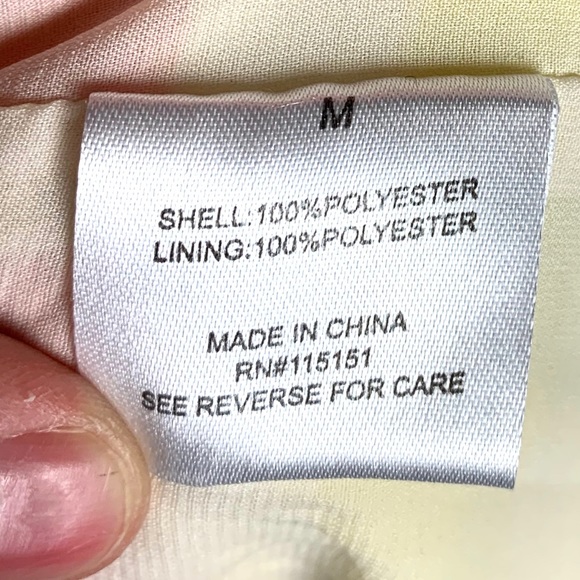 M
SHELL:100%POLYESTER
LINING:100%POLYESTER
MADE IN CHINA
RN#115151
SEE REVERSE FOR CARE